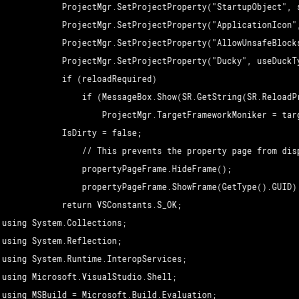 ProjectMgr.SetProjectProperty("StartupObject",
ProjectMgr.SetProjectProperty("ApplicationIcon",
ProjectMgr.SetProjectProperty("AllowUnsafeBlocks
ProjectMgr.SetProjectProperty("Ducky", useDuckTy
if (reloadRequired)
if (MessageBox.Show(SR.GetString(SR.ReloadPr
ProjectMgr.TargetFrameworkMoniker = targ
IsDirty = false;
// This prevents the property page from disp
propertyPageFrame.HideFrame();
propertyPageFrame.ShowFrame(GetType().GUID)
return VSConstants.S_OK;
using System.Collections;
using System.Reflection;
using System.Runtime.InteropServices;
using Microsoft.VisualStudio.Shell;
using MSBuild = Microsoft.Build.Evaluation;